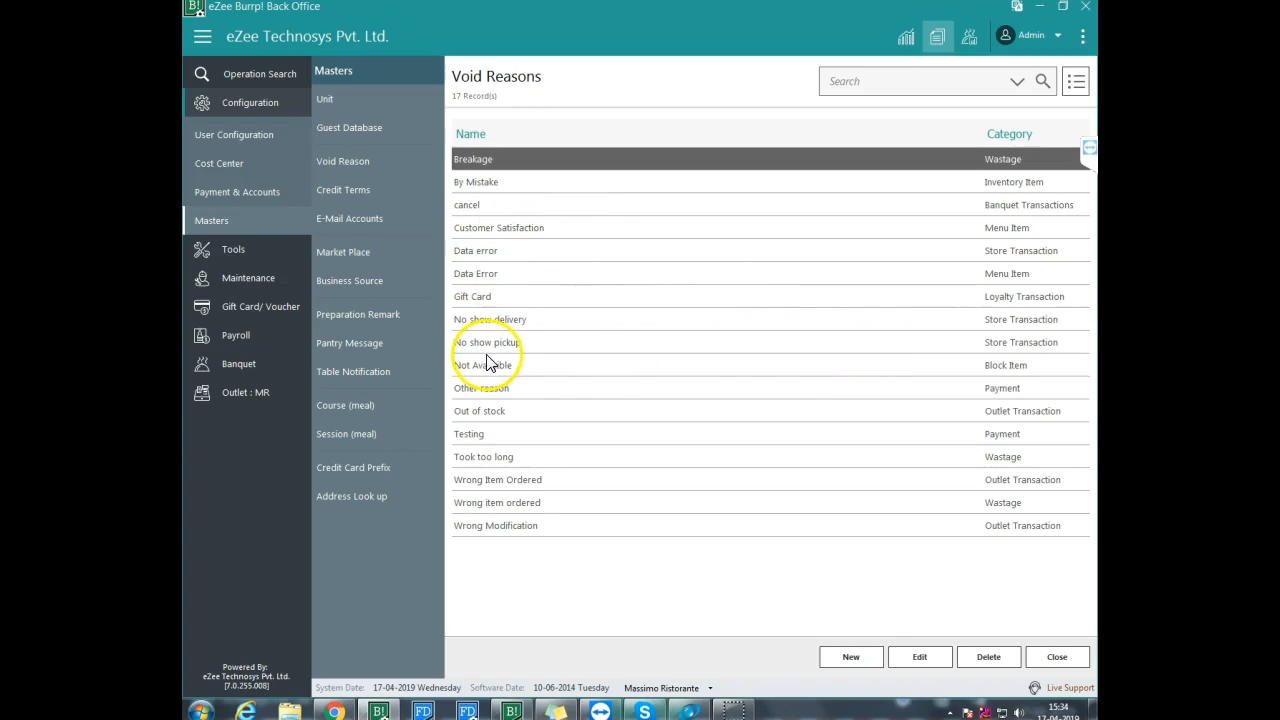 eZee Burrp! Back Office
eZee Technosys Pvt. Ltd.
Admin
Operation Search
Configuration
User Configuration
Cost Center
Payment & Accounts
Masters
Tools
Maintenance
Gift Card/ Voucher
Payroll
Banquet
Outlet : MR
Powered By:
eZee Technosys Pvt. Ltd.
[7.0.255.008]
Masters
Unit
Guest Database
Void Reason
Credit Terms
E-Mail Accounts
Market Place
Business Source
Preparation Remark
Pantry Message
Table Notification
Course (meal)
Session (meal)
Credit Card Prefix
Address Look up
Void Reasons
17 Record(s)
Search
Name Category
Breakage Wastage
By Mistake Inventory Item
cancel Banquet Transactions
Customer Satisfaction Menu Item
Data error Store Transaction
Data Error Menu Item
Gift Card Loyalty Transaction
No show delivery Store Transaction
No show pickup Store Transaction
Not Available Block Item
Other reason Payment
Out of stock Outlet Transaction
Testing Payment
Took too long Wastage
Wrong Item Ordered Outlet Transaction
Wrong item ordered Wastage
Wrong Modification Outlet Transaction
New Edit Delete Close
System Date: 17-04-2019 Wednesday Software Date: 10-06-2014 Tuesday Massimo Ristorante Live Support
15:34
17-04-2019